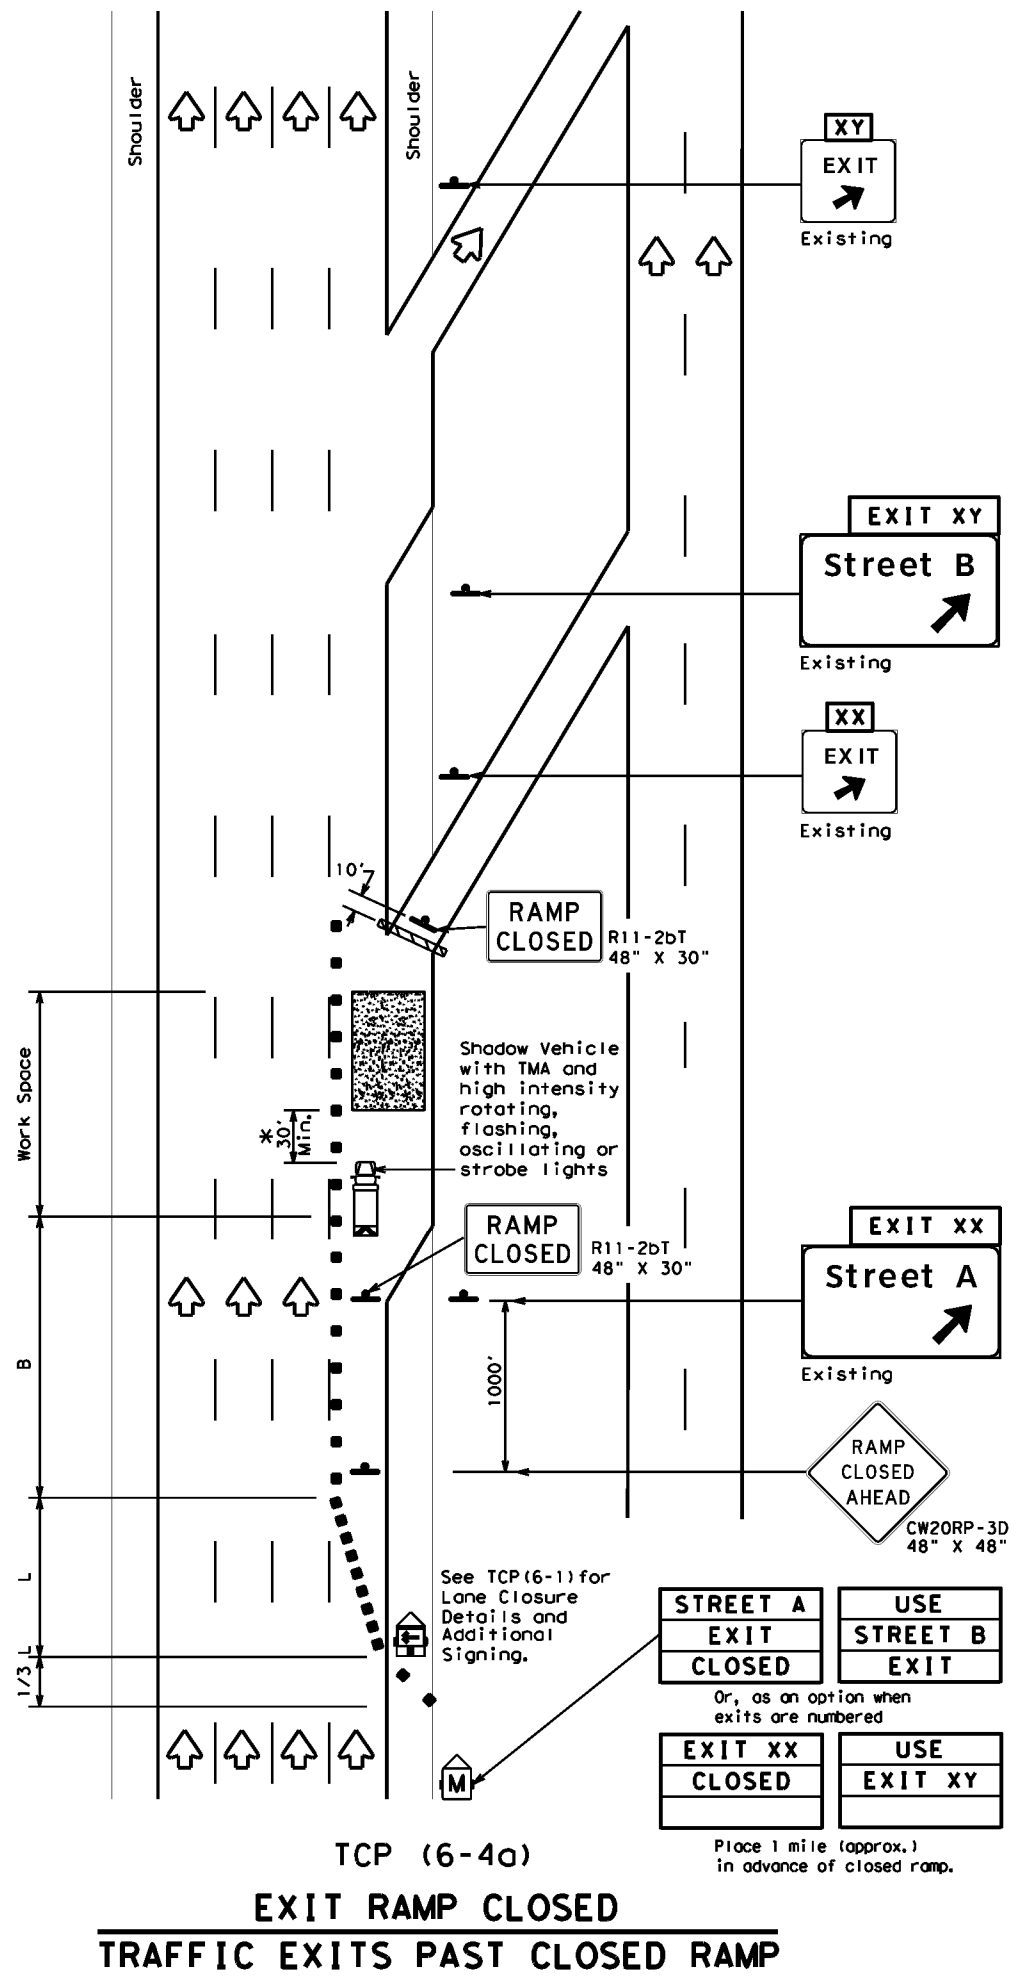 Shoulder
Shoulder
XY
EXIT
Existing
EXIT XY
Street B
Existing
XX
EXIT
Existing
10'
RAMP
CLOSED
R11-2bT
48" X 30"
Work Space
*
30'
Min.
Shadow Vehicle
with TMA and
high intensity
rotating,
flashing,
oscillating or
strobe lights
RAMP
CLOSED
R11-2bT
48" X 30"
EXIT XX
Street A
Existing
B
1000'
RAMP
CLOSED
AHEAD
CW20RP-3D
48" X 48"
L
1/3 L
See TCP(6-1)for
Lane Closure
Details and
Additional
Signing.
STREET A
EXIT
CLOSED
USE
STREET B
EXIT
Or, as an option when
exits are numbered
EXIT XX
CLOSED
USE
EXIT XY
M
Place 1 mile (approx.)
in advance of closed ramp.
TCP (6-4a)
EXIT RAMP CLOSED
TRAFFIC EXITS PAST CLOSED RAMP